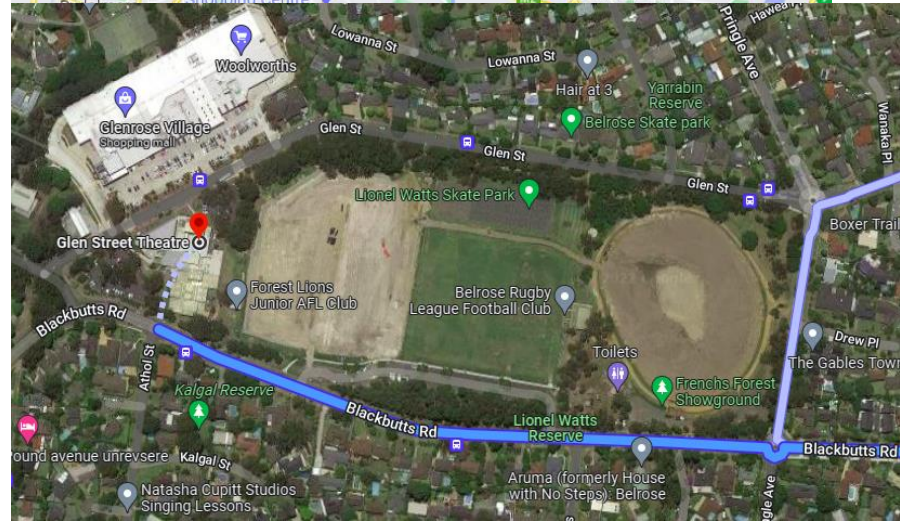 Shopping Centre
Lowanna St
Lowanna St
Pringle Ave
Woolworths
Hair at 3
Yarrabin
Reserve
Belrose Skate park
Wanaka Pl
Glenrose Village
Shopping mall
Glen St
Glen St
Glen St
Lionel Watts Skate Park
Boxer Trail
Glen Street Theatre
Forest Lions
Junior AFL Club
Belrose Rugby
League Football Club
Blackbutts Rd
Drew Pl
Toilets
The Gables Town
Athol St
Kalgal Reserve
Frenchs Forest
Showground
Blackbutts Rd
Lionel Watts
Reserve
Blackbutts Rd
ound avenue unrevsere
Kalgal St
Aruma (formerly House
with No Steps): Belrose
Natasha Cupitt Studios
Singing Lessons
gle Ave